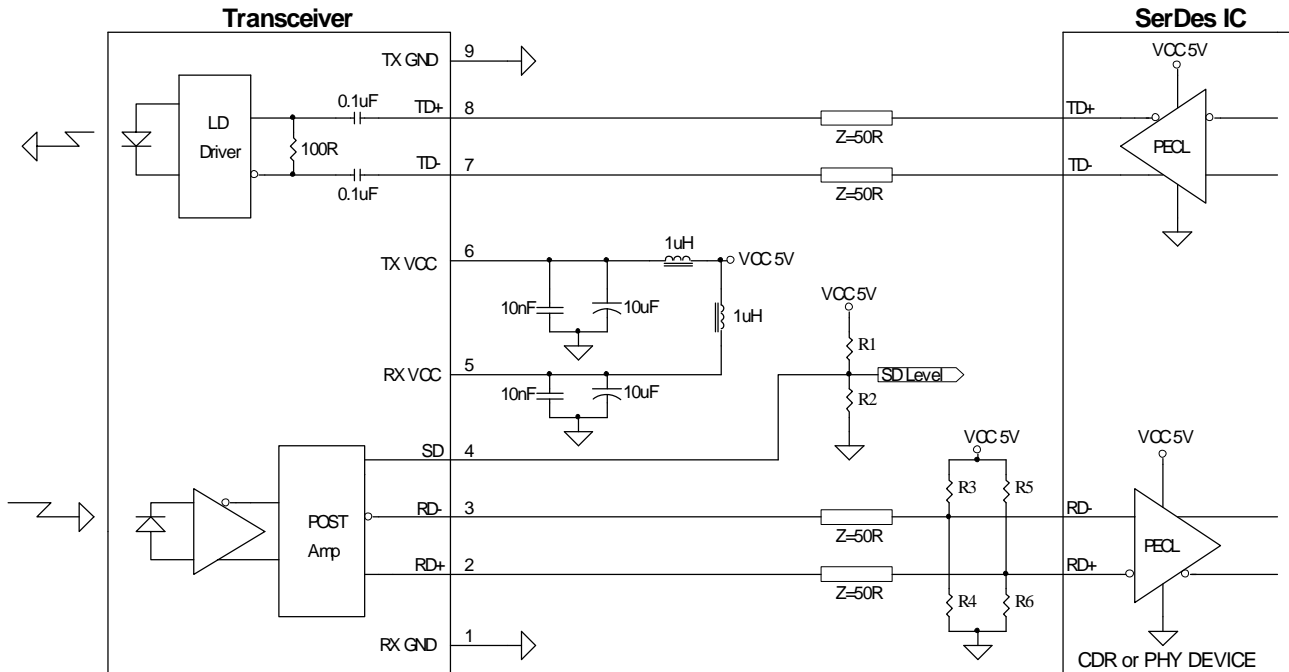 Transceiver
SerDes IC
TX GND 9
VCC 5V
0.1uF
TD+ 8
TD+
LD
Driver
100R
Z=50R
PECL
TD- 7
TD-
0.1uF
Z=50R
1uH
TX VCC 6
VCC 5V
10nF
10uF
1uH
VCC 5V
R1
RX VCC 5
SD Level
10nF
10uF
R2
SD 4
VCC 5V
VCC 5V
R3
R5
RD- 3
RD-
POST
Amp
Z=50R
PECL
RD+ 2
RD+
Z=50R
R4
R6
RX GND 1
CDR or PHY DEVICE